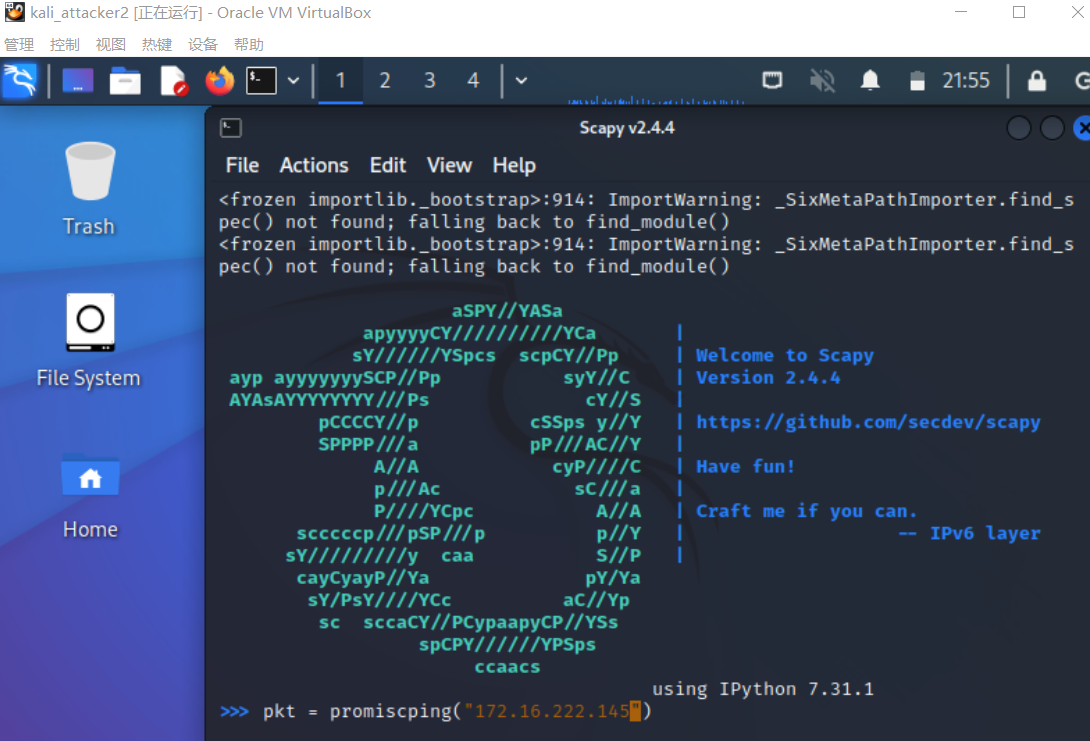 kali_attacker2 [正在运行] - Oracle VM VirtualBox
管理 控制 视图 热键 设备 帮助
1 2 3 4 21:55 G
Scapy v2.4.4
File Actions Edit View Help
Trash
File System
Home
<frozen importlib._bootstrap>:914: ImportWarning: _SixMetaPathImporter.find_s
pec() not found; falling back to find_module()
<frozen importlib._bootstrap>:914: ImportWarning: _SixMetaPathImporter.find_s
pec() not found; falling back to find_module()
aSPY//YASa
apyyyyCY//////////YCa |
sY//////YSpcs scpCY//Pp | Welcome to Scapy
ayp ayyyyyyySCP//Pp syY//C | Version 2.4.4
AYAsAYYYYYYYY///Ps cY//S |
pCCCCY//p cSSps y//Y | https://github.com/secdev/scapy
SPPPP///a pP///AC//Y |
A//A cyP////C | Have fun!
p///Ac sC///a |
P////YCpc A//A | Craft me if you can.
scccccp///pSP///p p//Y | -- IPv6 layer
sY/////////y caa S//P |
cayCyayP//Ya pY/Ya
sY/PsY////YCc aC//Yp
sc sccaCY//PCypaapyCP//YSs
spCPY//////YPSps
ccaacs
using IPython 7.31.1
>>> pkt = promiscping("172.16.222.145")